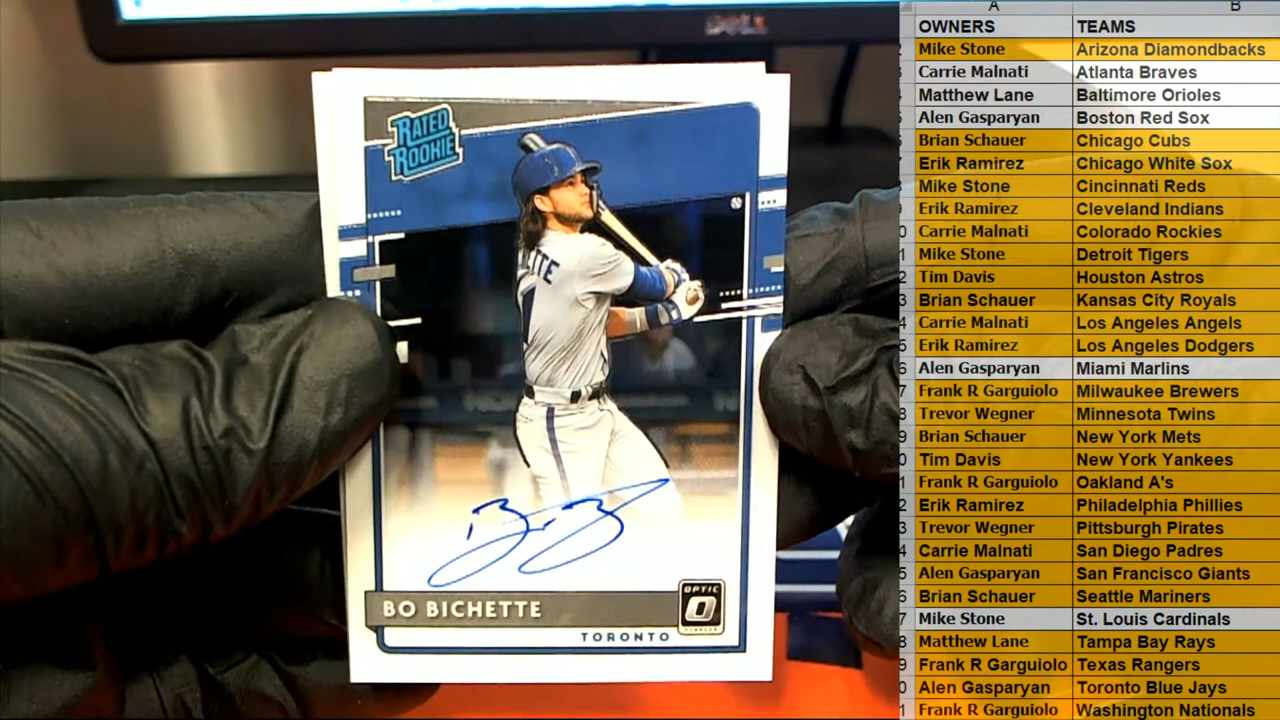 RATED
ROOKIE
BO BICHETTE
TORONTO
OPTIC
A B
OWNERS TEAMS
Mike Stone Arizona Diamondbacks
Carrie Malnati Atlanta Braves
Matthew Lane Baltimore Orioles
Alen Gasparyan Boston Red Sox
Brian Schauer Chicago Cubs
Erik Ramirez Chicago White Sox
Mike Stone Cincinnati Reds
Erik Ramirez Cleveland Indians
Carrie Malnati Colorado Rockies
Mike Stone Detroit Tigers
Tim Davis Houston Astros
Brian Schauer Kansas City Royals
Carrie Malnati Los Angeles Angels
Erik Ramirez Los Angeles Dodgers
Alen Gasparyan Miami Marlins
Frank R Garguiolo Milwaukee Brewers
Trevor Wegner Minnesota Twins
Brian Schauer New York Mets
Tim Davis New York Yankees
Frank R Garguiolo Oakland A's
Erik Ramirez Philadelphia Phillies
Trevor Wegner Pittsburgh Pirates
Carrie Malnati San Diego Padres
Alen Gasparyan San Francisco Giants
Brian Schauer Seattle Mariners
Mike Stone St. Louis Cardinals
Matthew Lane Tampa Bay Rays
Frank R Garguiolo Texas Rangers
Alen Gasparyan Toronto Blue Jays
Frank R Garguiolo Washington Nationals